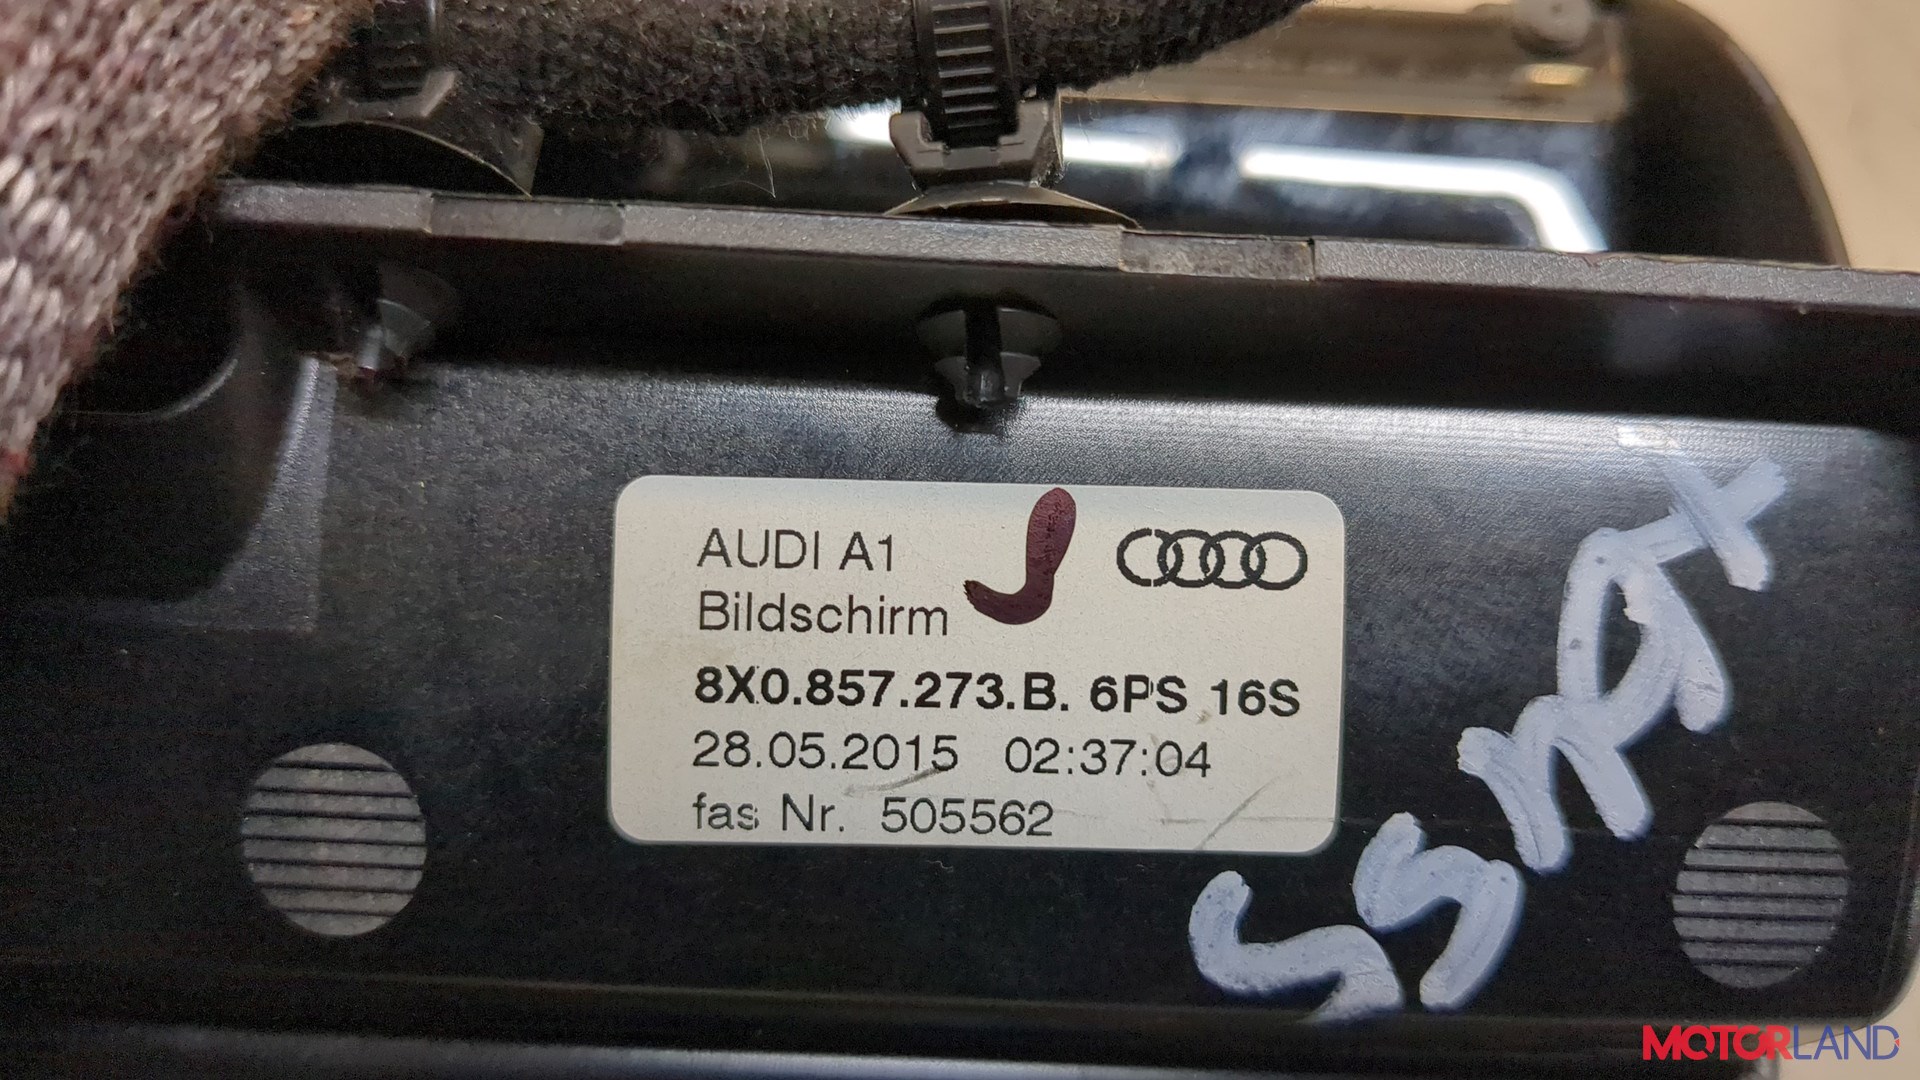 AUDI A1
Bildschirm
8X0.857.273.B. 6PS 16S
28.05.2015 02:37:04
fas Nr. 505562
MOTORLAND